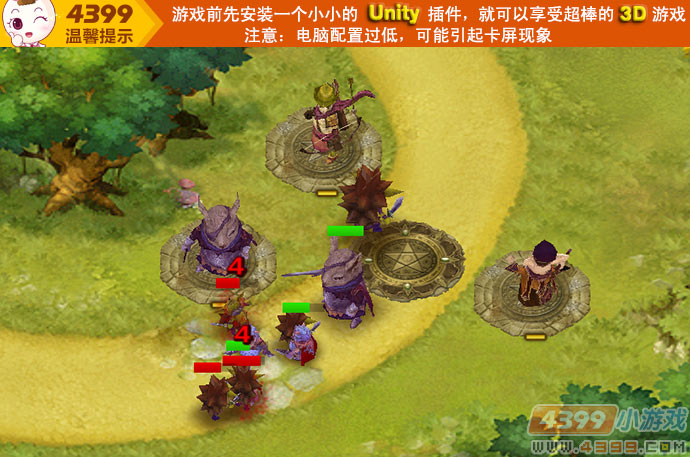 4399
温馨提示
游戏前先安装一个小小的 Unity 插件，就可以享受超棒的 3D 游戏
注意：电脑配置过低，可能引起卡屏现象
4
4
4399小游戏
www.4399.com